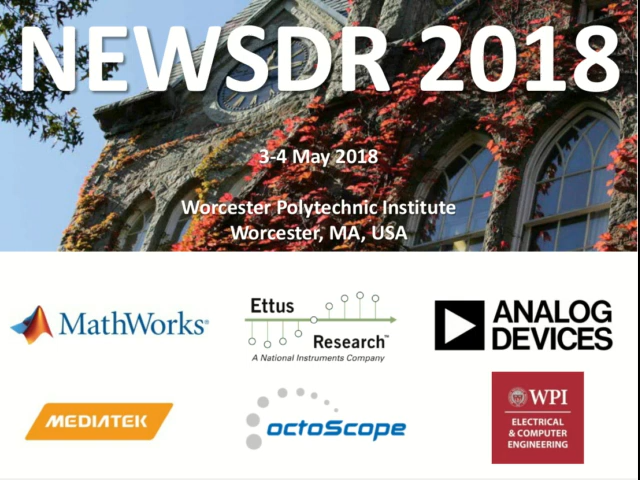 NEWSDR 2018
3-4 May 2018
Worcester Polytechnic Institute
Worcester, MA, USA
MathWorks®
Ettus
Research™
A National Instruments Company
ANALOG
DEVICES
MEDIATEK
octoScope
WPI
ELECTRICAL
& COMPUTER
ENGINEERING